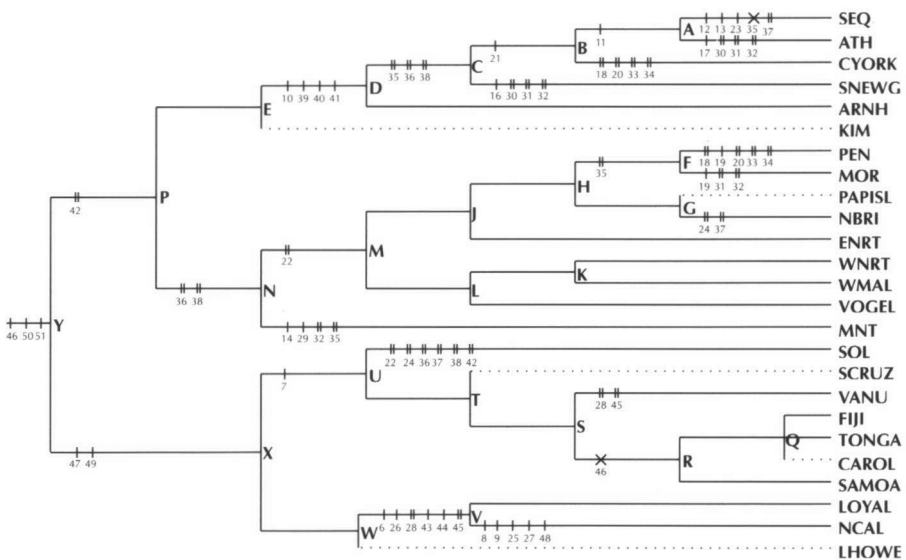 SEQ
A
12 13 23 35 37
11
ATH
B
17 30 31 32
21
CYORK
C
18 20 33 34
35 36 38
SNEWG
D
10 39 40 41
16 30 31 32
E
ARNH
KIM
PEN
F
18 19 20 33 34
35
MOR
19 31 32
H
PAPISL
P
42
G
NBRI
J
24 37
ENRT
M
22
WNRT
K
WMAL
N
36 38
L
VOGEL
Y
46 50 51
MNT
14 29 32 35
SOL
22 24 36 37 38 42
SCRUZ
U
7
VANU
T
28 45
FIJI
S
Q
TONGA
X
47 49
R
46
CAROL
SAMOA
LOYAL
V
6 26 28 43 44 45
NCAL
W
8 9 25 27 48
LHOWE